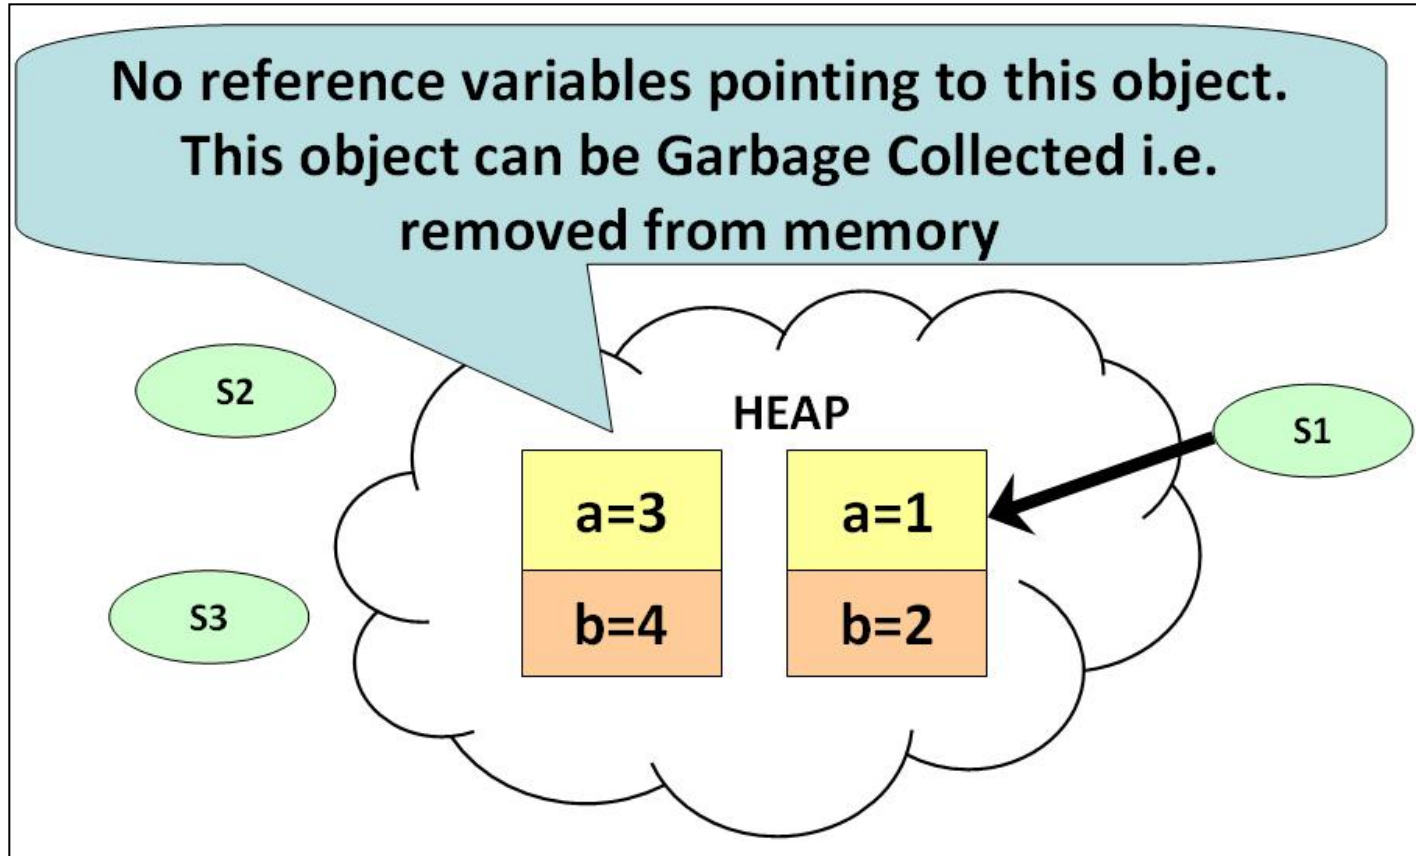 No reference variables pointing to this object.
This object can be Garbage Collected i.e.
removed from memory
S2
HEAP
S1
a=3
a=1
S3
b=4
b=2